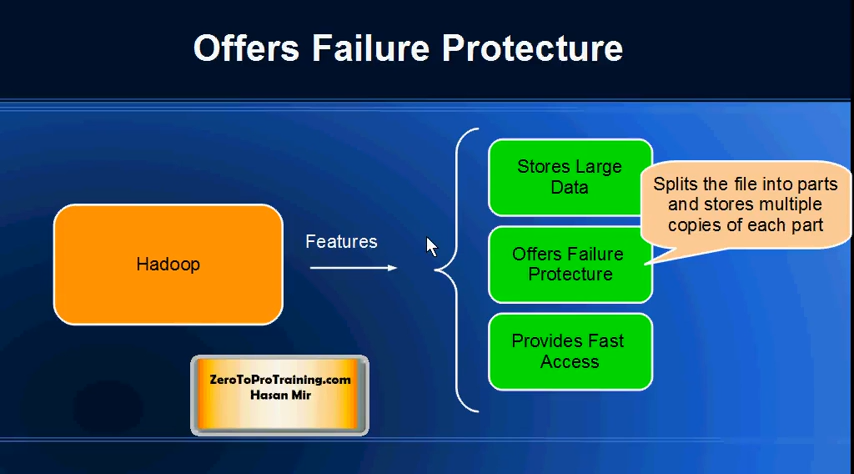 Offers Failure Protecture
Hadoop
Features
Stores Large
Data
Offers Failure
Protecture
Provides Fast
Access
Splits the file into parts
and stores multiple
copies of each part
ZeroToProTraining.com
Hasan Mir